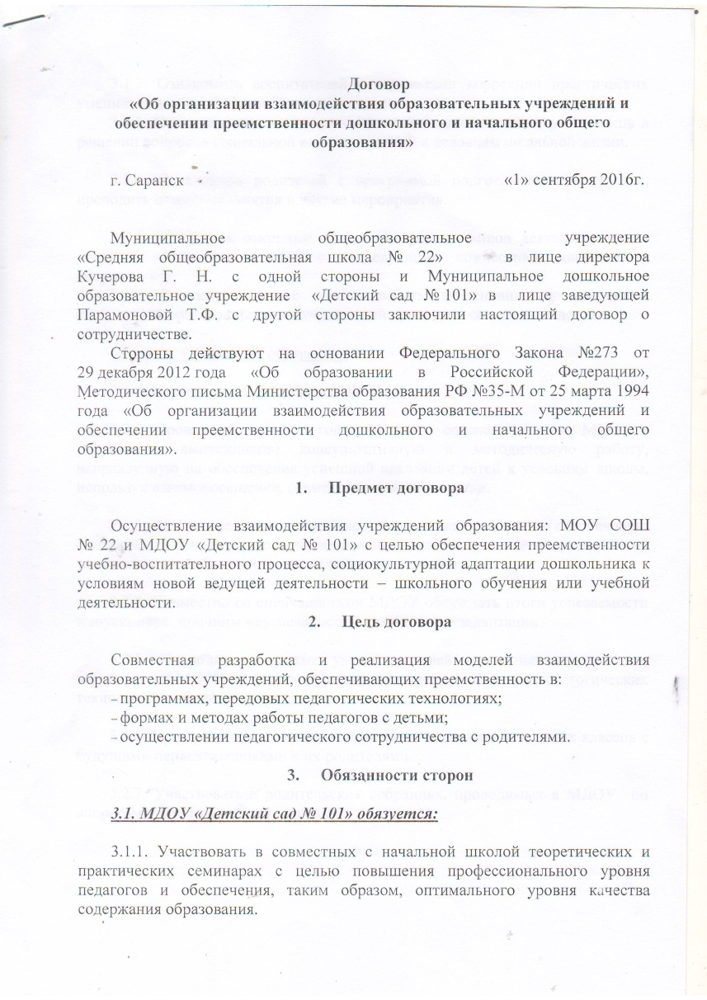 Договор
«Об организации взаимодействия образовательных учреждений и
обеспечении преемственности дошкольного и начального общего
образования»
г. Саранск «1» сентября 2016г.
Муниципальное общеобразовательное учреждение
«Средняя общеобразовательная школа № 22» в лице директора
Кучерова Г. Н. с одной стороны и Муниципальное дошкольное
образовательное учреждение «Детский сад № 101» в лице заведующей
Парамоновой Т.Ф. с другой стороны заключили настоящий договор о
сотрудничестве.
Стороны действуют на основании Федерального Закона №273 от
29 декабря 2012 года «Об образовании в Российской Федерации»,
Методического письма Министерства образования РФ №35-М от 25 марта 1994
года «Об организации взаимодействия образовательных учреждений и
обеспечении преемственности дошкольного и начального общего
образования».
1. Предмет договора
Осуществление взаимодействия учреждений образования: МОУ СОШ
№ 22 и МДОУ «Детский сад № 101» с целью обеспечения преемственности
учебно-воспитательного процесса, социокультурной адаптации дошкольника к
условиям новой ведущей деятельности – школьного обучения или учебной
деятельности.
2. Цель договора
Совместная разработка и реализация моделей взаимодействия
образовательных учреждений, обеспечивающих преемственность в:
– программах, передовых педагогических технологиях;
– формах и методах работы педагогов с детьми;
– осуществлении педагогического сотрудничества с родителями.
3. Обязанности сторон
3.1. МДОУ «Детский сад № 101» обязуется:
3.1.1. Участвовать в совместных с начальной школой теоретических и
практических семинарах с целью повышения профессионального уровня
педагогов и обеспечения, таким образом, оптимального уровня качества
содержания образования.